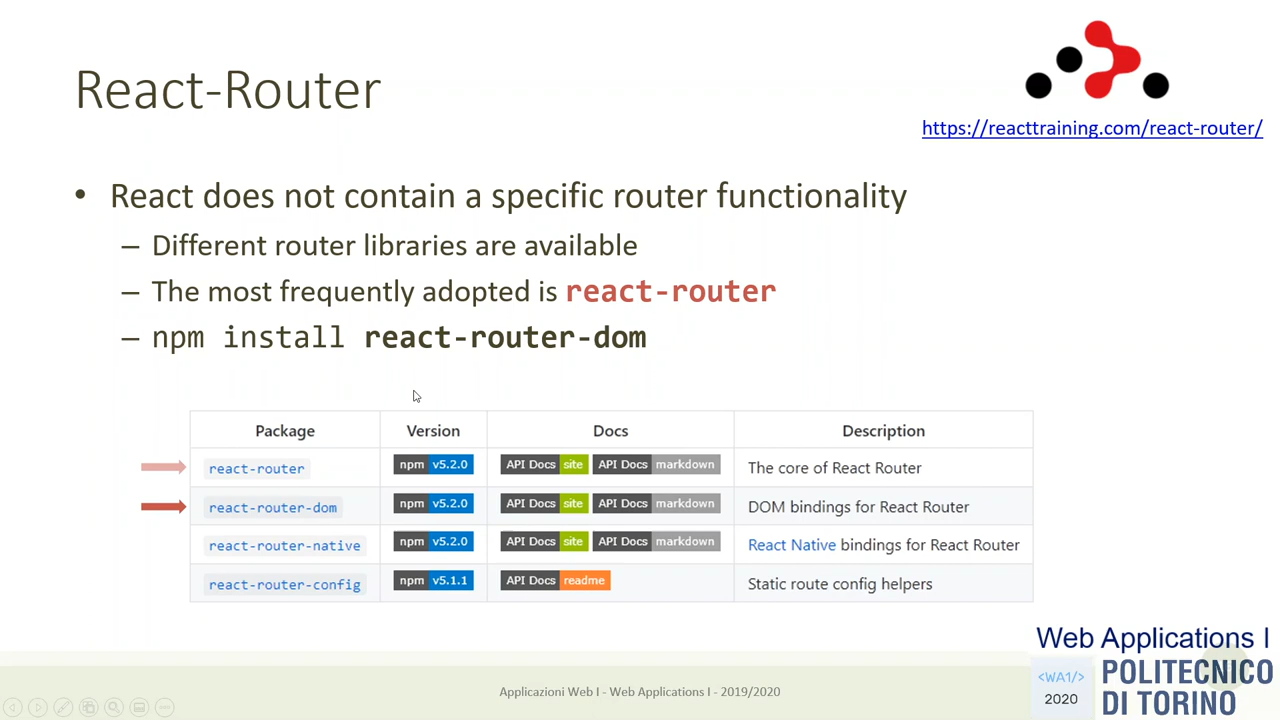 React-Router
https://reacttraining.com/react-router/
• React does not contain a specific router functionality
– Different router libraries are available
– The most frequently adopted is react-router
– npm install react-router-dom
Package Version Docs Description
react-router npm v5.2.0 API Docs site API Docs markdown The core of React Router
react-router-dom npm v5.2.0 API Docs site API Docs markdown DOM bindings for React Router
react-router-native npm v5.2.0 API Docs site API Docs markdown React Native bindings for React Router
react-router-config npm v5.1.1 API Docs readme Static route config helpers
Web Applications I
<WA1/> POLITECNICO
2020 DI TORINO
Applicazioni Web I - Web Applications I - 2019/2020